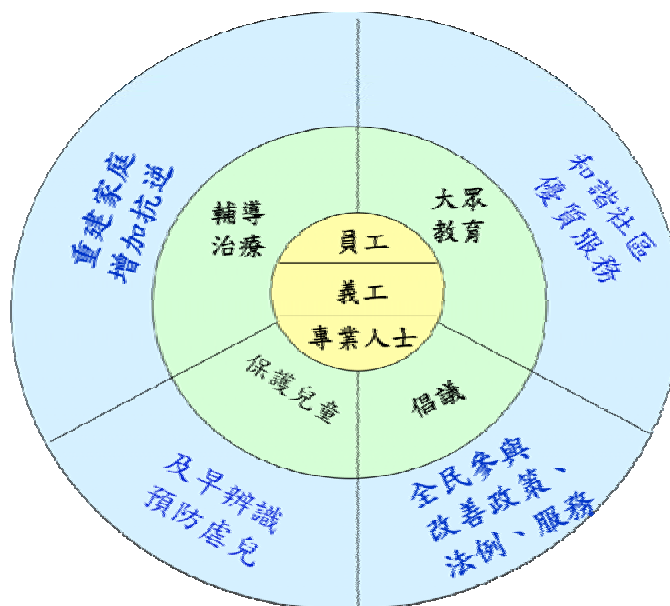 重建家庭
增加抗逆
和諧社區
優質服務
輔導
治療
大眾
教育
員工
義工
專業人士
保護兒童
倡議
及早辨識
預防虐兒
全民參與
改善政策、
法例、服務